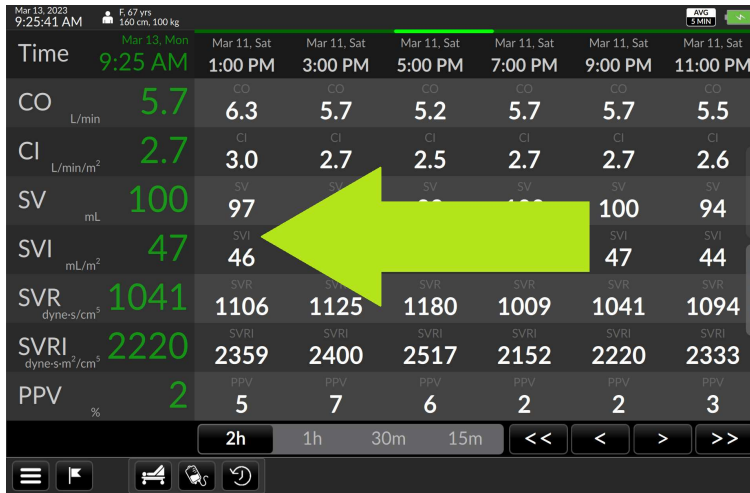 Mar 13, 2023
9:25:41 AM
F, 67 yrs
160 cm, 100 kg
AVG
5 MIN
Time
Mar 13, Mon
9:25 AM
Mar 11, Sat Mar 11, Sat Mar 11, Sat Mar 11, Sat Mar 11, Sat Mar 11, Sat
1:00 PM 3:00 PM 5:00 PM 7:00 PM 9:00 PM 11:00 PM
CO CO CO CO CO CO
CO L/min 5.7 6.3 5.7 5.2 5.7 5.7 5.5
CI CI CI CI CI CI
CI L/min/m² 2.7 3.0 2.7 2.5 2.7 2.7 2.6
SV SV SV SV SV SV
SV mL 100 97 100 94
SVI SVI SVI
SVI mL/m² 47 46 47 44
SVR SVR SVR SVR SVR SVR
SVR dyne·s/cm⁵ 1041 1106 1125 1180 1009 1041 1094
SVRI SVRI SVRI SVRI SVRI SVRI
SVRI dyne·s·m²/cm⁵ 2220 2359 2400 2517 2152 2220 2333
PPV PPV PPV PPV PPV PPV
PPV % 2 5 7 6 2 2 3
2h 1h 30m 15m << < > >>